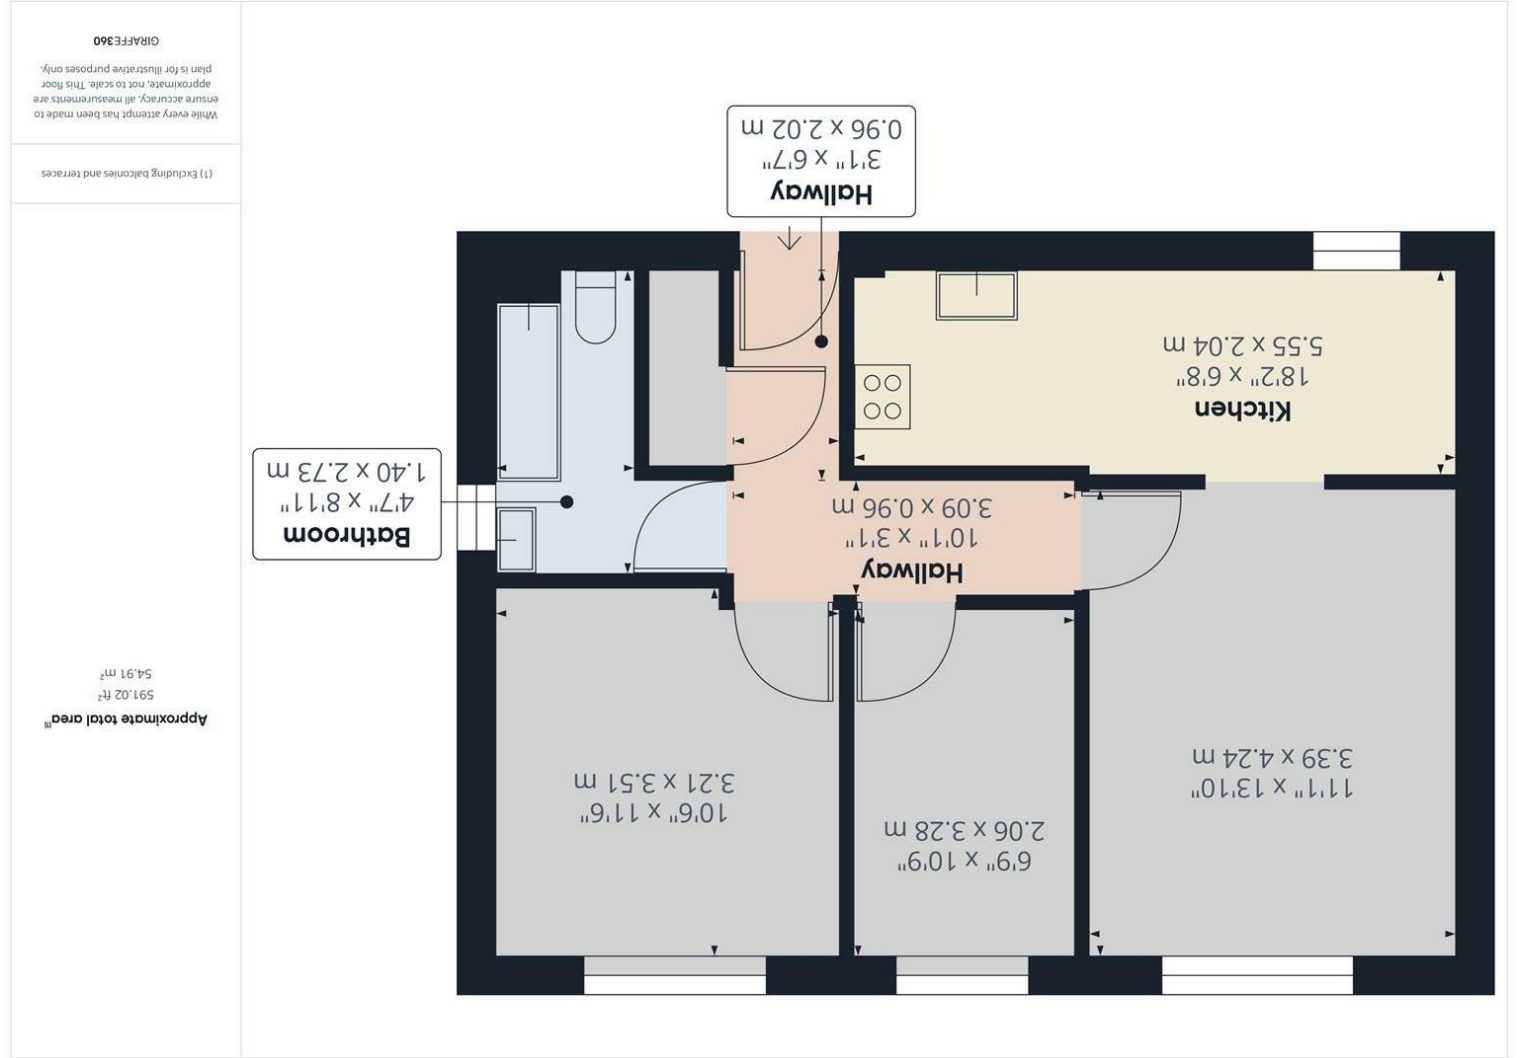 Approximate total area⁽¹⁾
591.02 ft²
54.91 m²
(1) Excluding balconies and terraces
While every attempt has been made to
ensure accuracy, all measurements are
approximate, not to scale. This floor
plan is for illustrative purposes only.
GIRAFFE360
11'1" x 13'10"
3.39 x 4.24 m
6'9" x 10'9"
2.06 x 3.28 m
10'6" x 11'6"
3.21 x 3.51 m
Hallway
10'1" x 3'1"
3.09 x 0.96 m
Bathroom
4'7" x 8'11"
1.40 x 2.73 m
Kitchen
18'2" x 6'8"
5.55 x 2.04 m
Hallway
3'1" x 6'7"
0.96 x 2.02 m